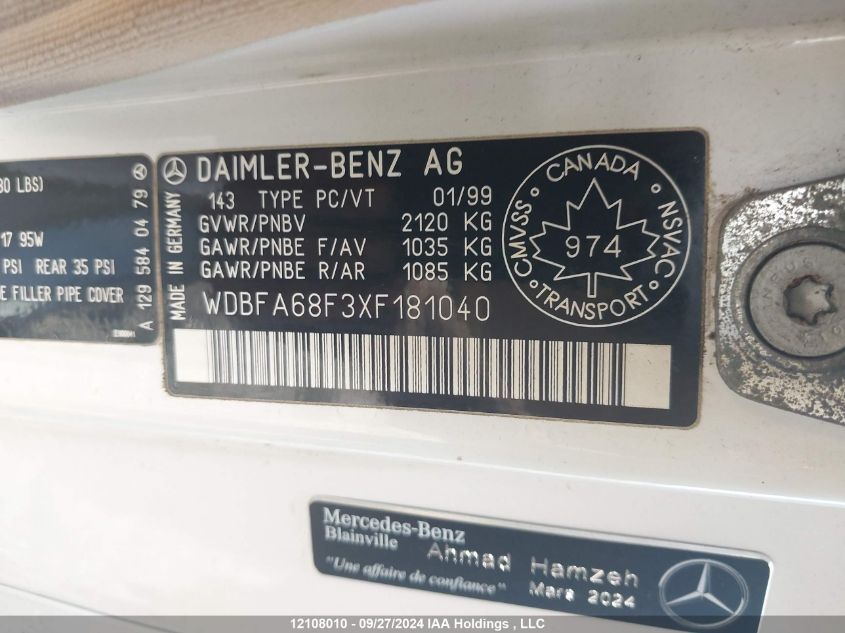 80 LBS)
17 95W
PSI REAR 35 PSI
E FILLER PIPE COVER
A 129 584 04 79
MADE IN GERMANY
DAIMLER-BENZ AG
143 TYPE PC/VT 01/99
GVWR/PNBV 2120 KG
GAWR/PNBE F/AV 1035 KG
GAWR/PNBE R/AR 1085 KG
WDBFA68F3XF181040
CANADA
CMVSS
NSVAC
974
TRANSPORT
Mercedes-Benz
Blainville Ahmad Hamzeh
"Une affaire de confiance" Mars 2024
12108010 - 09/27/2024 IAA Holdings , LLC